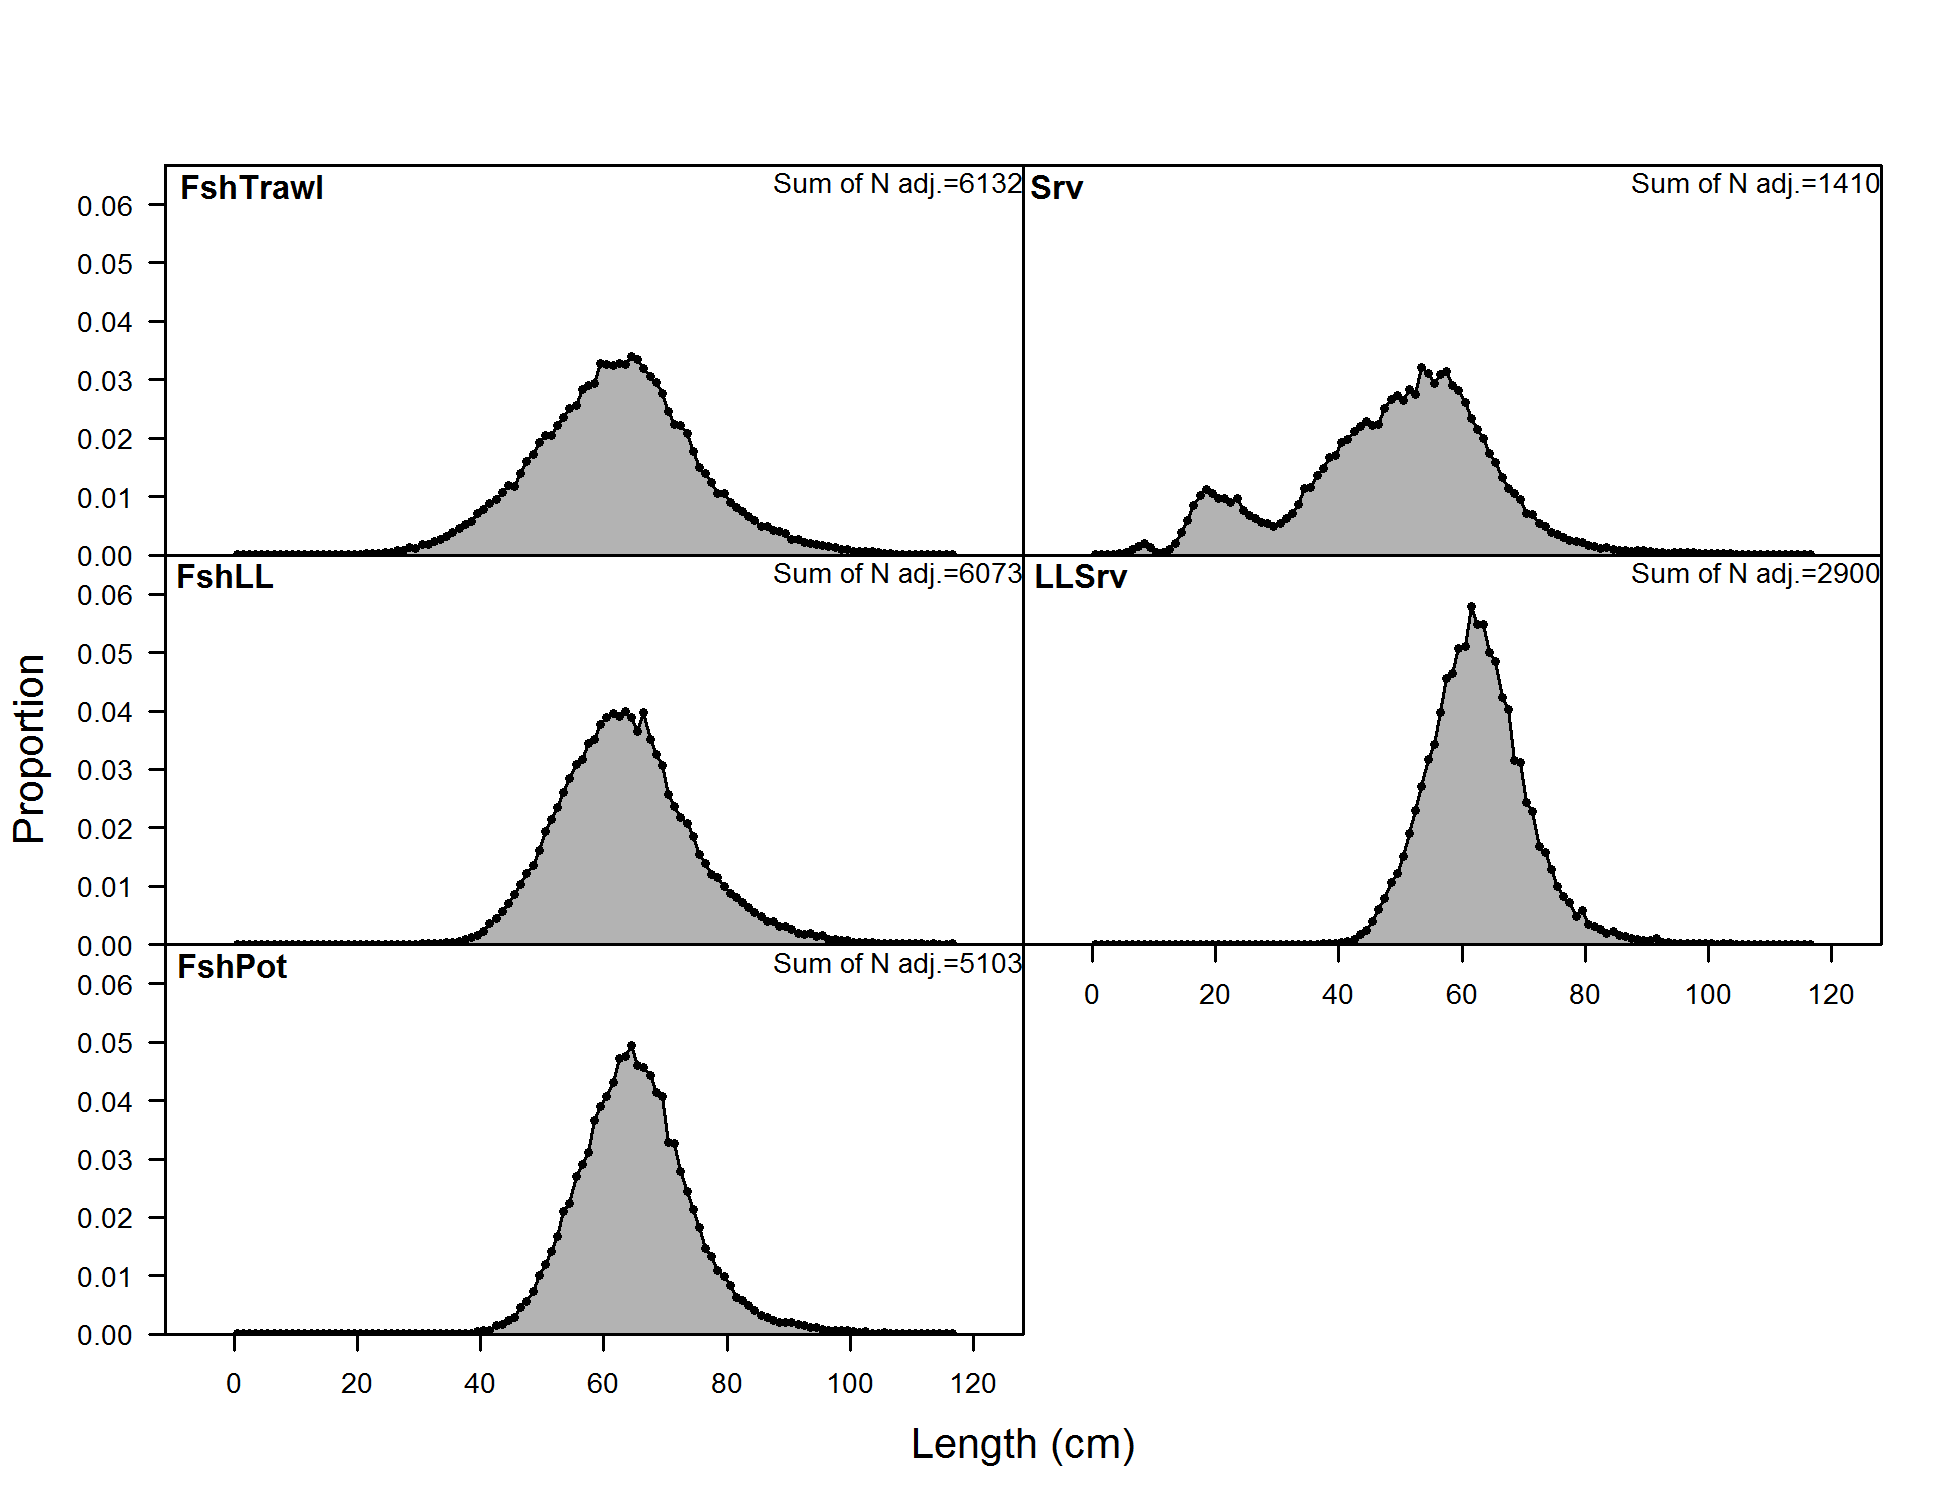 FshTrawl
Sum of N adj.=6132
0.06
0.05
0.04
0.03
0.02
0.01
0.00
Srv
Sum of N adj.=1410
FshLL
Sum of N adj.=6073
0.06
0.05
0.04
0.03
0.02
0.01
0.00
LLSrv
Sum of N adj.=2900
0 20 40 60 80 100 120
FshPot
Sum of N adj.=5103
0.06
0.05
0.04
0.03
0.02
0.01
0.00
0 20 40 60 80 100 120
Proportion
Length (cm)